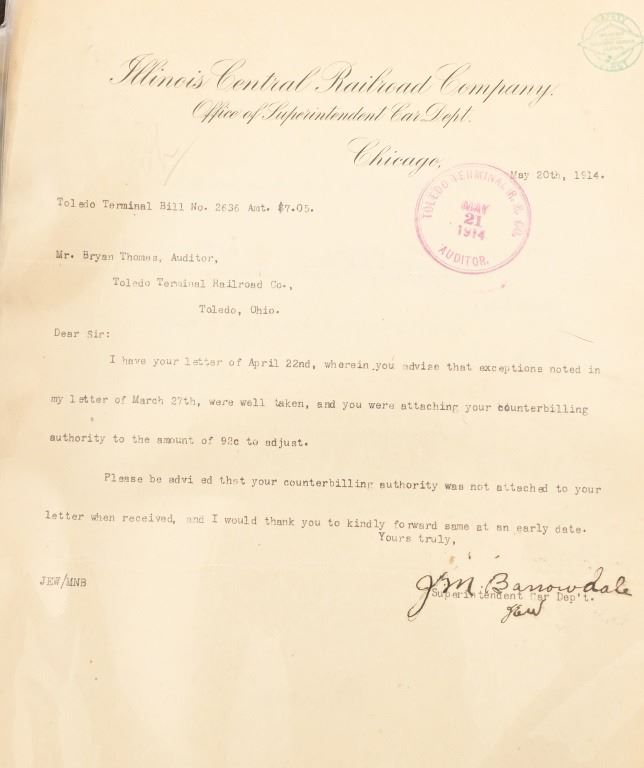 Illinois Central Railroad Company.
Office of Superintendent Car Dept.
Chicago, May 20th, 1914.
TOLEDO TERMINAL R. R. CO.
MAY
21
1914
AUDITOR.
Toledo Terminal Bill No. 2636 Amt. $7.05.
Mr. Bryan Thomas, Auditor,
Toledo Terminal Railroad Co.,
Toledo, Ohio.
Dear Sir:
I have your letter of April 22nd, wherein you advise that exceptions noted in
my letter of March 27th, were well taken, and you were attaching your counterbilling
authority to the amount of 92c to adjust.
Please be advi ed that your counterbilling authority was not attached to your
letter when received, and I would thank you to kindly forward same at an early date.
Yours truly,
JEW/MNB
J.M. Barrowdale
Superintendent Car Dep't.
JEW